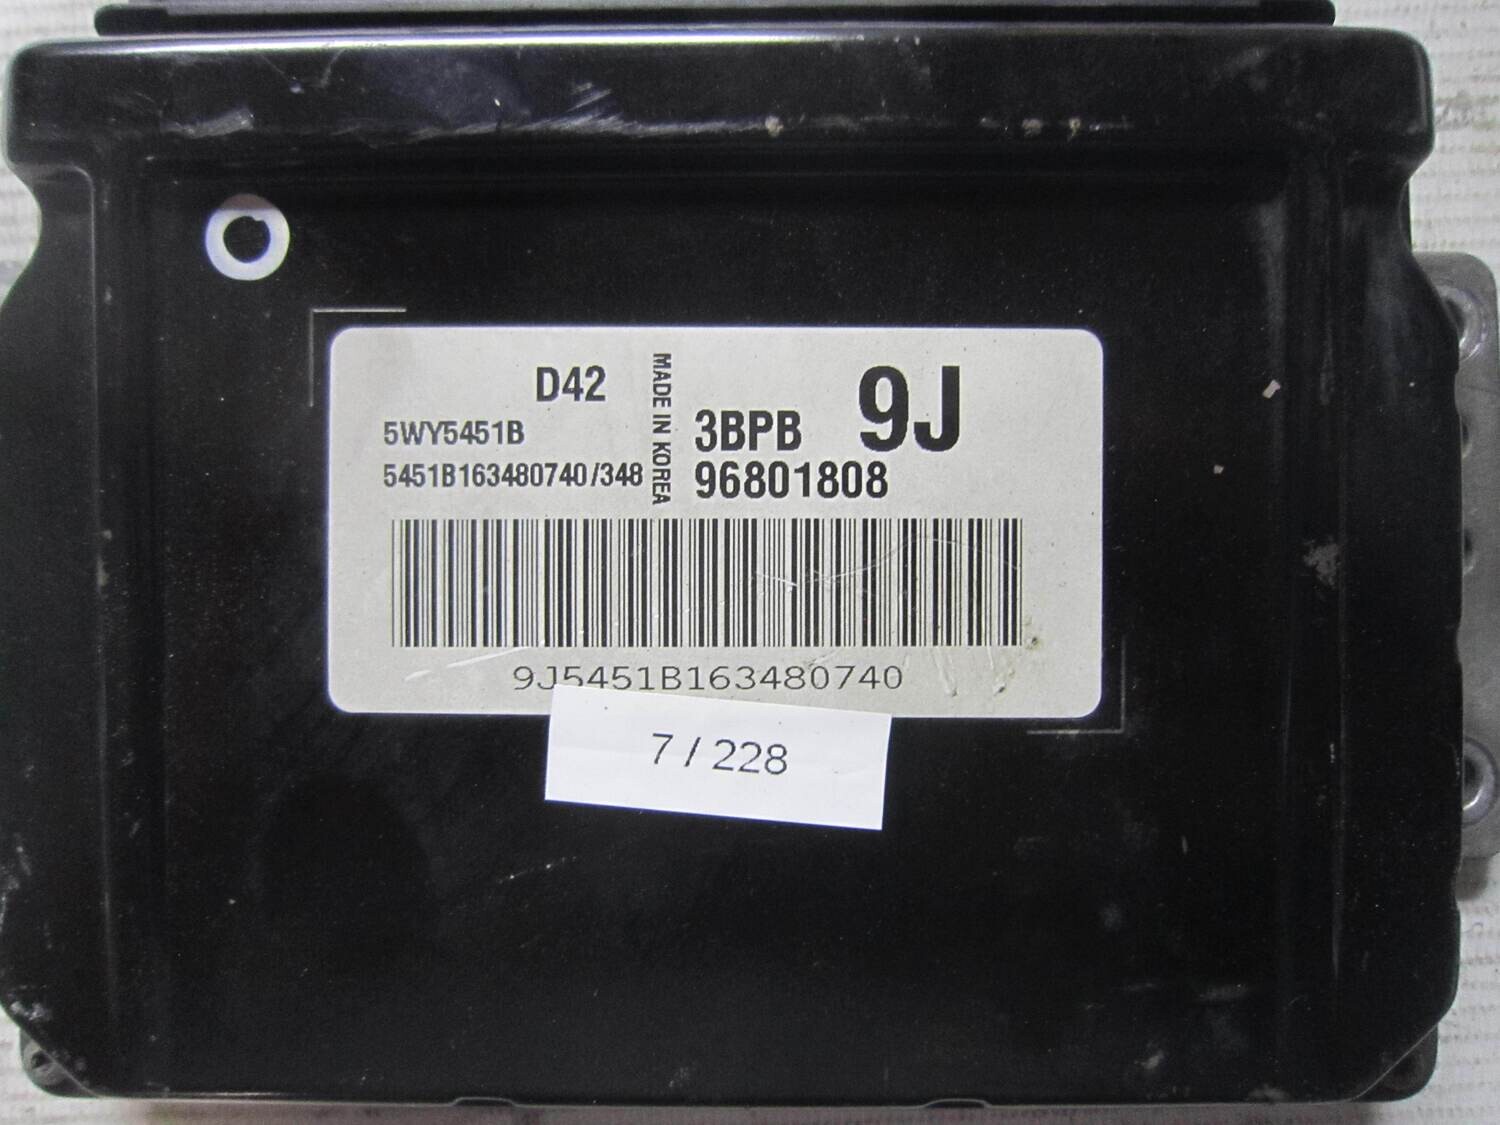 D42
5WY5451B
5451B163480740/348
MADE IN KOREA
3BPB 9J
96801808
9J5451B163480740
7 / 228